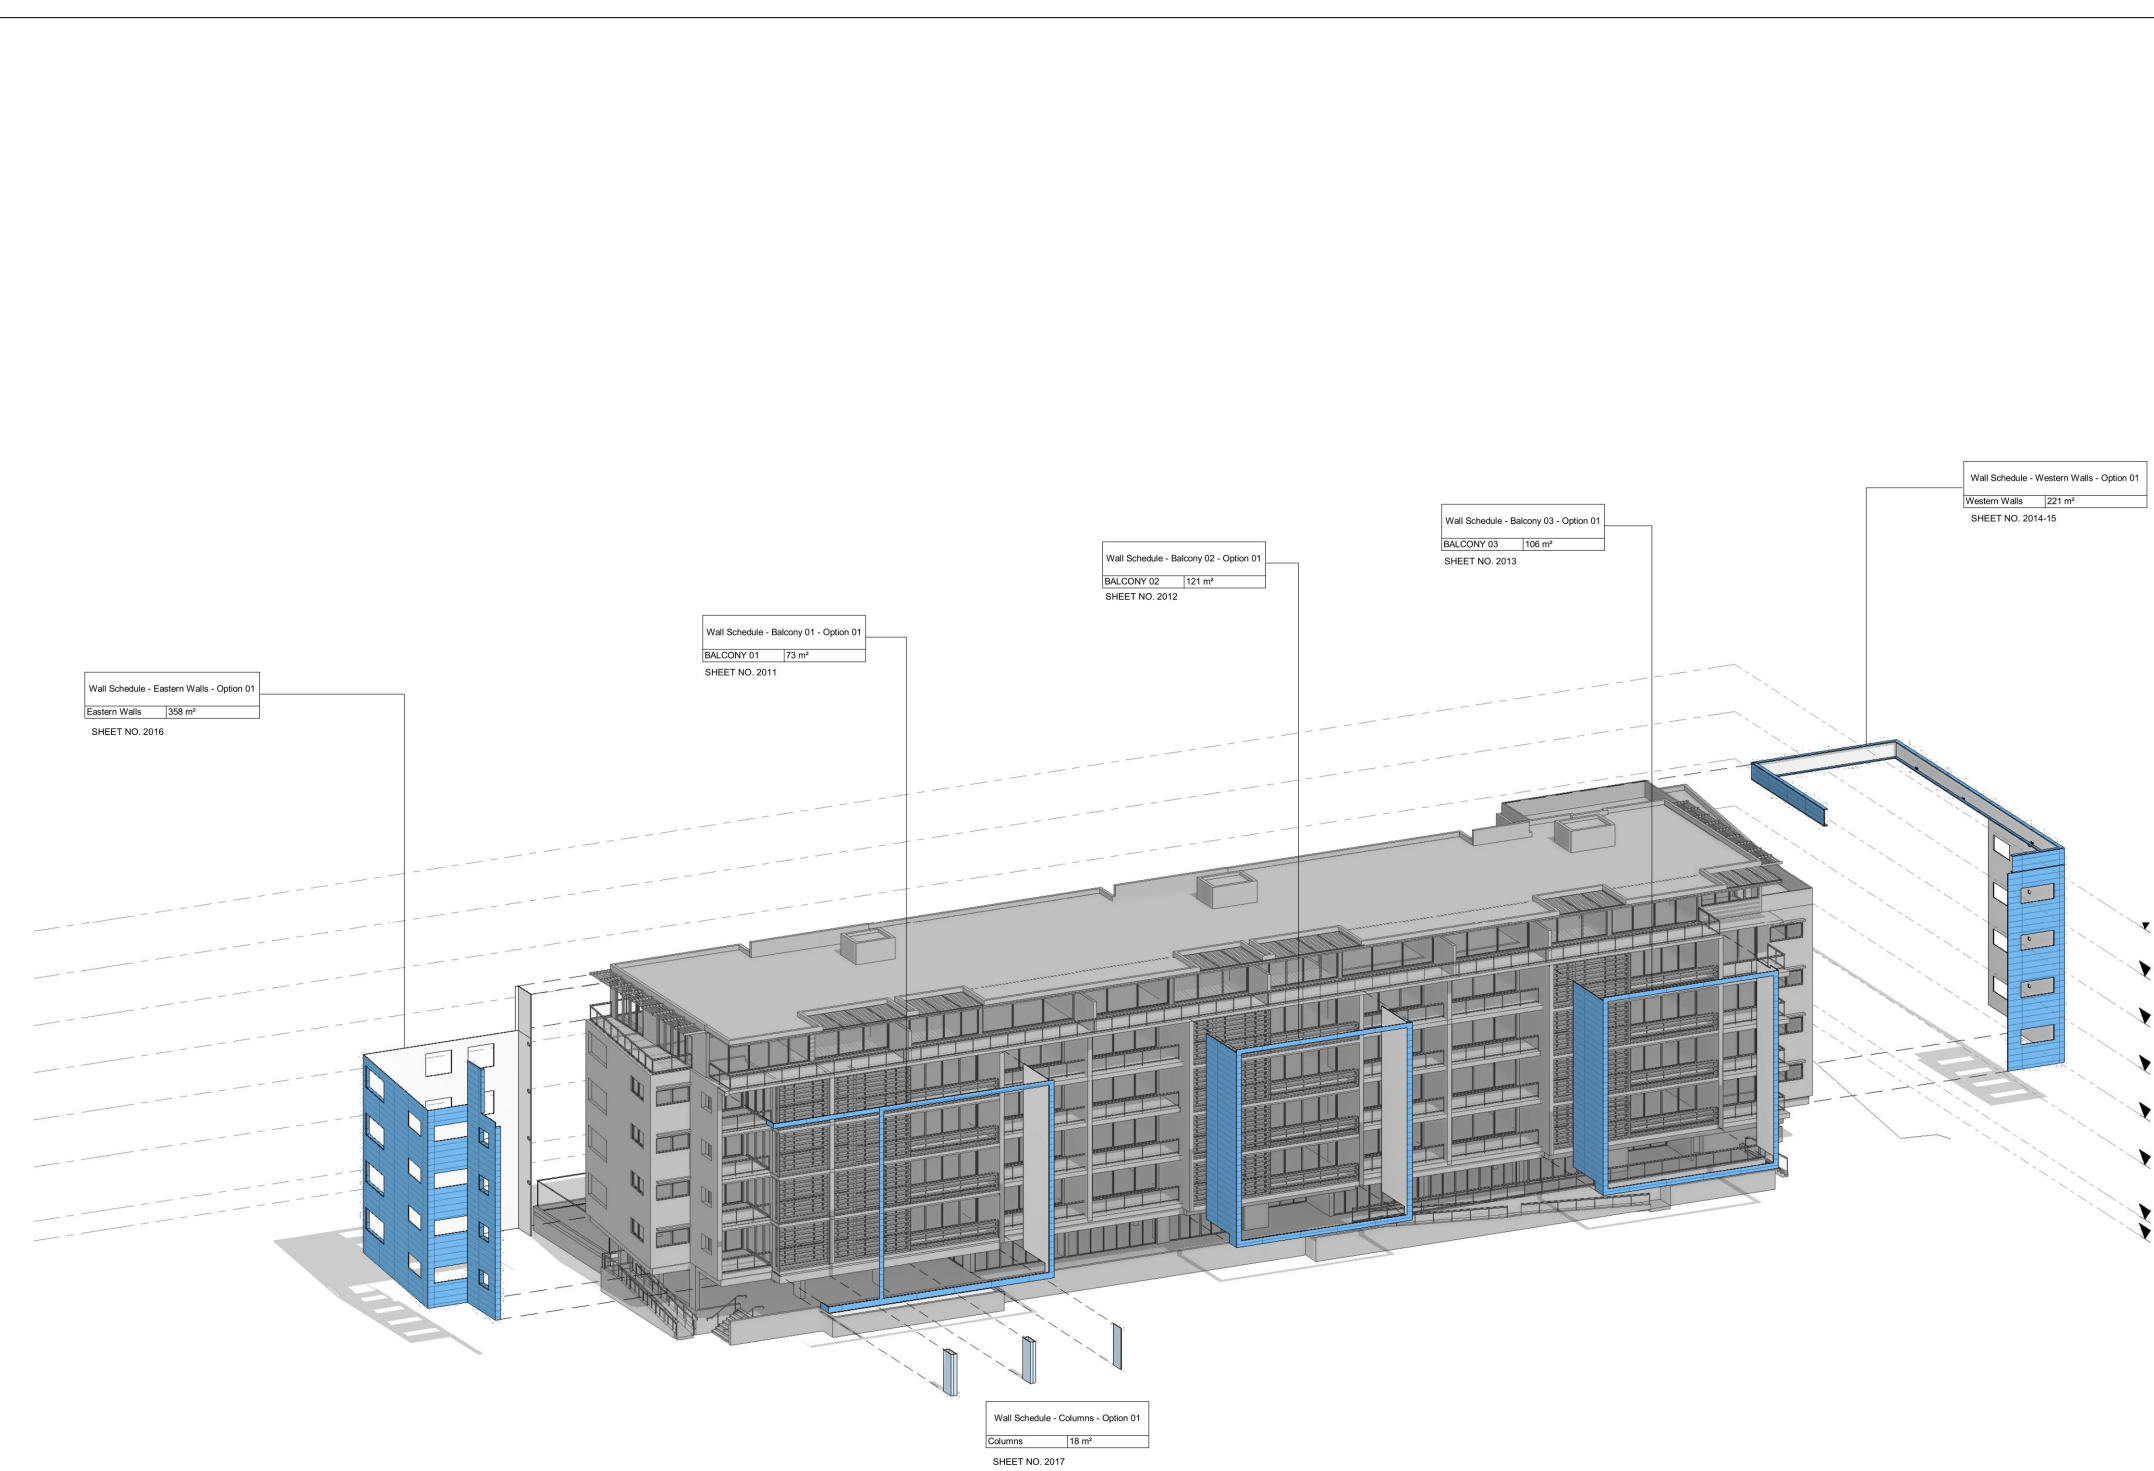 Wall Schedule - Western Walls - Option 01
Western Walls 221 m²
SHEET NO. 2014-15
Wall Schedule - Balcony 03 - Option 01
BALCONY 03 106 m²
SHEET NO. 2013
Wall Schedule - Balcony 02 - Option 01
BALCONY 02 121 m²
SHEET NO. 2012
Wall Schedule - Balcony 01 - Option 01
BALCONY 01 73 m²
SHEET NO. 2011
Wall Schedule - Eastern Walls - Option 01
Eastern Walls 358 m²
SHEET NO. 2016
Wall Schedule - Columns - Option 01
Columns 18 m²
SHEET NO. 2017